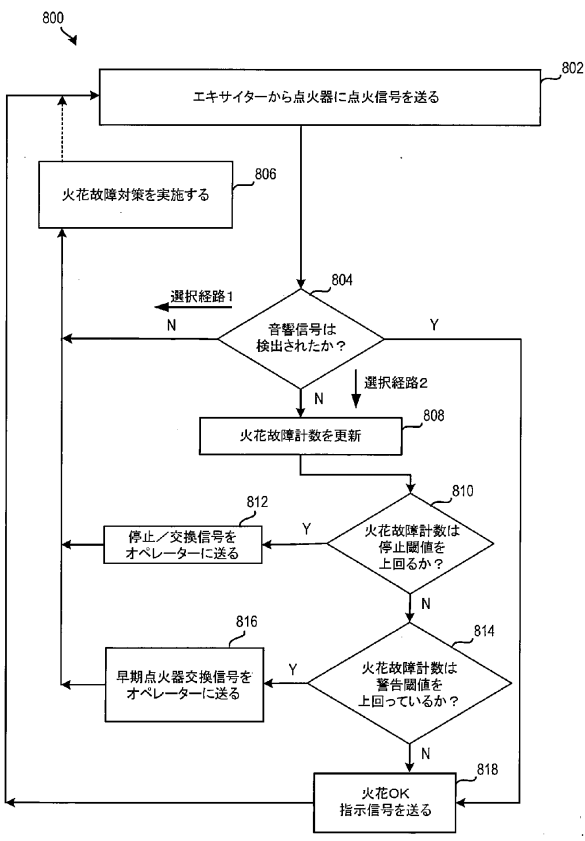 800
802
エキサイターから点火器に点火信号を送る
806
火花故障対策を実施する
804
選択経路1
N
音響信号は
検出されたか？
Y
選択経路2
N
808
火花故障計数を更新
810
812
停止／交換信号を
オペレーターに送る
Y
火花故障計数は
停止閾値を
上回るか？
N
814
816
早期点火器交換信号を
オペレーターに送る
Y
火花故障計数は
警告閾値を
上回っているか？
N
818
火花OK
指示信号を送る